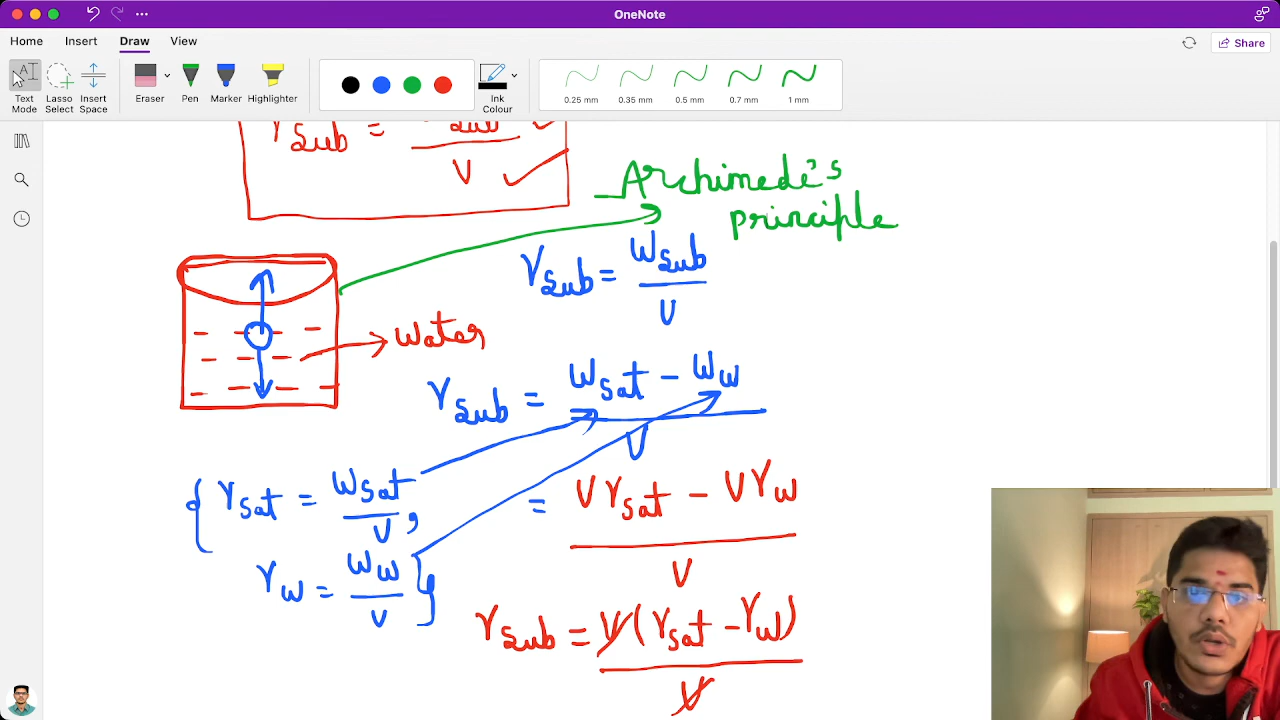 OneNote
Home Insert Draw View
Share
Text Mode
Lasso Select
Insert Space
Eraser
Pen
Marker
Highlighter
Ink Colour
0.25 mm 0.35 mm 0.5 mm 0.7 mm 1 mm
γsub = Wsub / V
Archimede's
principle
γsub = Wsub / V
Water
γsub = Wsat - Ww / V
{ γsat = Wsat / V ,
γw = Ww / V }
= Vγsat - Vγw / V
γsub = V(γsat - γw) / V